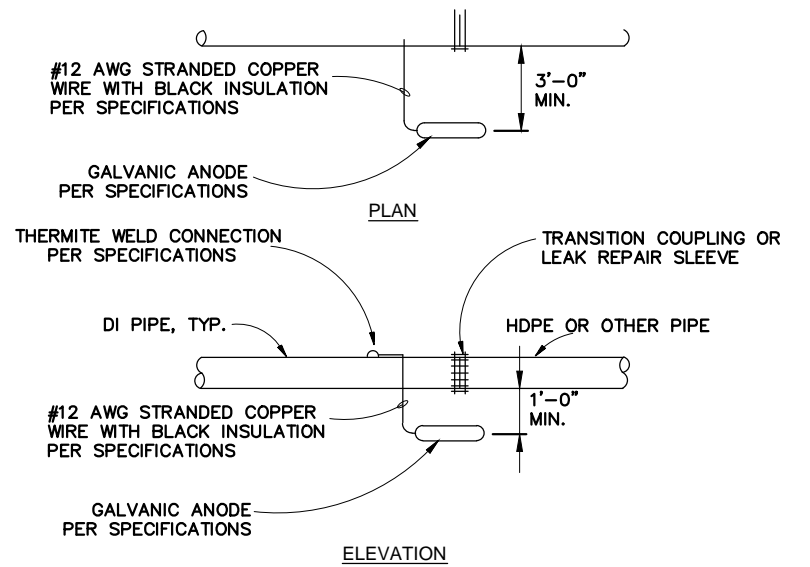 #12 AWG STRANDED COPPER
WIRE WITH BLACK INSULATION
PER SPECIFICATIONS
3'-0"
MIN.
GALVANIC ANODE
PER SPECIFICATIONS
PLAN
THERMITE WELD CONNECTION
PER SPECIFICATIONS
TRANSITION COUPLING OR
LEAK REPAIR SLEEVE
DI PIPE, TYP.
HDPE OR OTHER PIPE
#12 AWG STRANDED COPPER
WIRE WITH BLACK INSULATION
PER SPECIFICATIONS
1'-0"
MIN.
GALVANIC ANODE
PER SPECIFICATIONS
ELEVATION